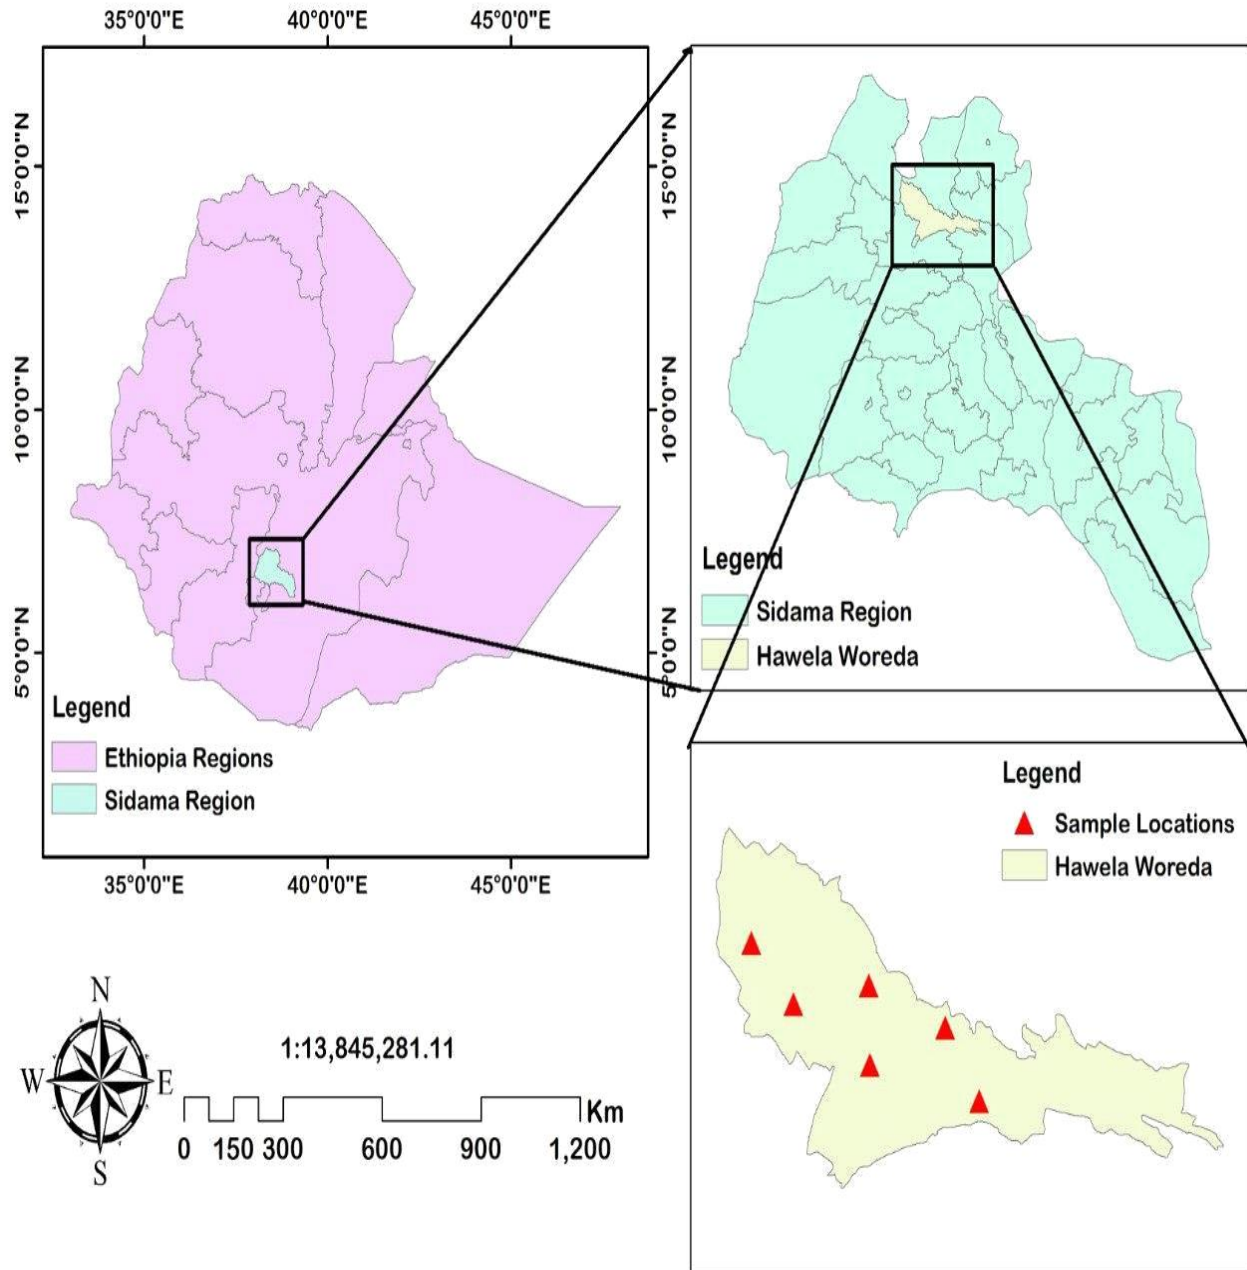 35°0'0"E 40°0'0"E 45°0'0"E
15°0'0"N
10°0'0"N
5°0'0"N
Legend
Ethiopia Regions
Sidama Region
35°0'0"E 40°0'0"E 45°0'0"E
15°0'0"N
10°0'0"N
5°0'0"N
Legend
Sidama Region
Hawela Woreda
Legend
Sample Locations
Hawela Woreda
N
W E
S
1:13,845,281.11
Km
0 150 300 600 900 1,200